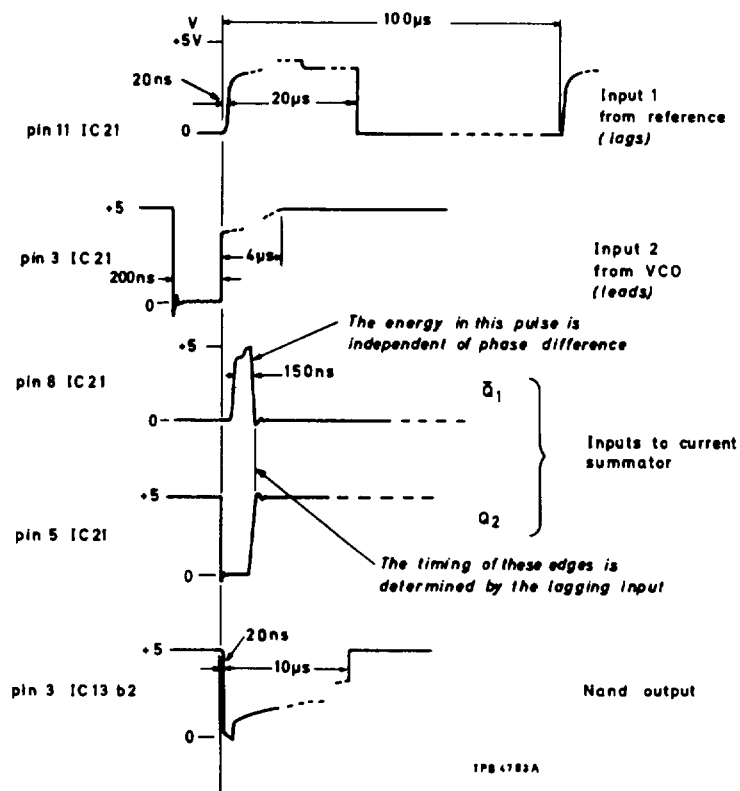 V
+5V
100µs
20ns
20µs
pin 11 IC21
0
Input 1
from reference
(lags)
+5
pin 3 IC21
4µs
200ns
0
Input 2
from VCO
(leads)
The energy in this pulse is
independent of phase difference
+5
pin 8 IC21
150ns
0
Q̄1
Inputs to current
summator
+5
Q2
pin 5 IC21
0
The timing of these edges is
determined by the lagging input
+5
20ns
10µs
pin 3 IC13 b2
0
Nand output
TPB 4783A